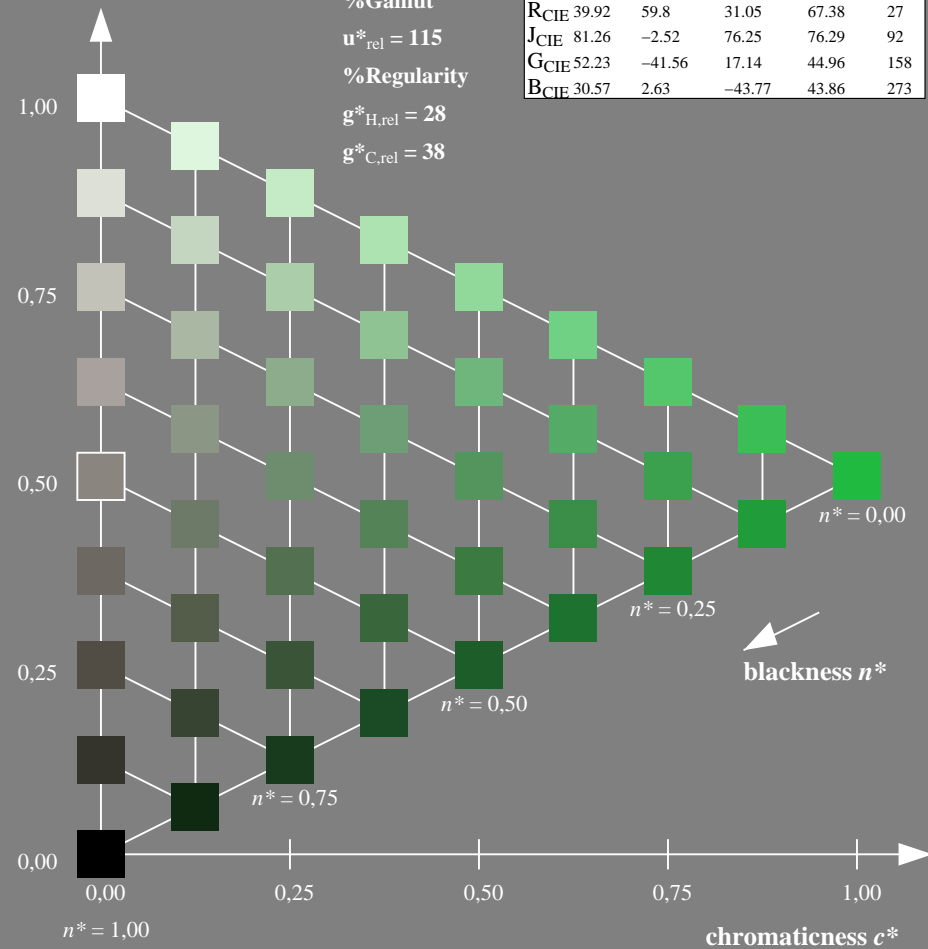 %Gamut
u*rel = 115
%Regularity
g*H,rel = 28
g*C,rel = 38
RCIE 39.92 59.8 31.05 67.38 27
JCIE 81.26 −2.52 76.25 76.29 92
GCIE 52.23 −41.56 17.14 44.96 158
BCIE 30.57 2.63 −43.77 43.86 273
1,00
0,75
0,50
n* = 0,00
n* = 0,25
blackness n*
0,25
n* = 0,50
n* = 0,75
0,00
0,00 0,25 0,50 0,75 1,00
n* = 1,00
chromaticness c*